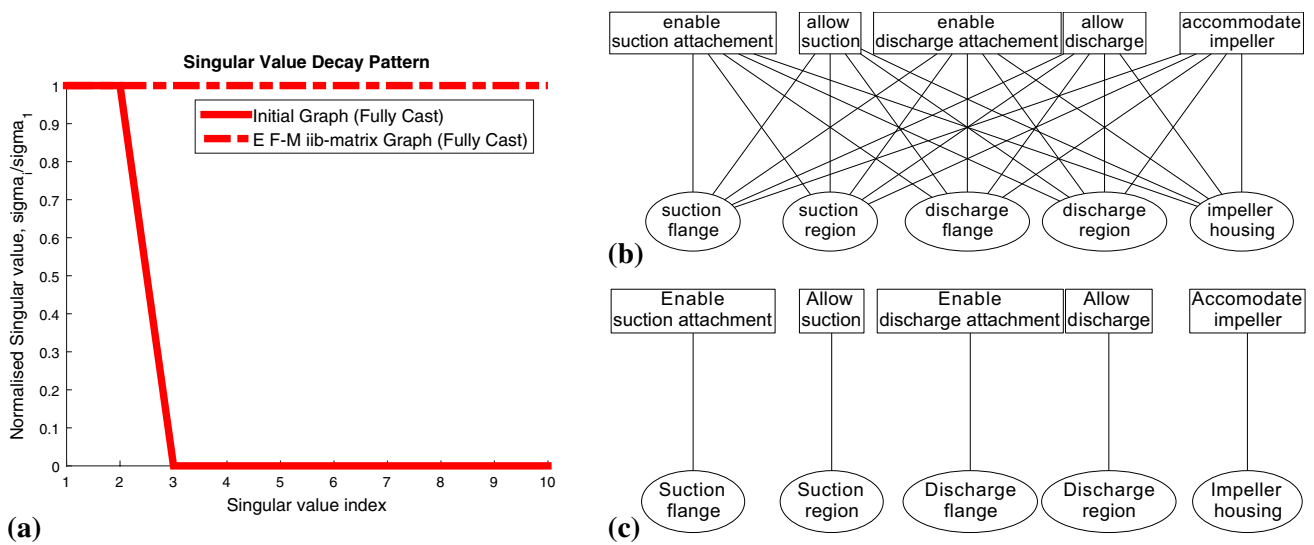 Singular Value Decay Pattern
Normalised Singular value, sigma_i/sigma_1
1
0.9
0.8
0.7
0.6
0.5
0.4
0.3
0.2
0.1
0
Initial Graph (Fully Cast)
E F-M iib-matrix Graph (Fully Cast)
1 2 3 4 5 6 7 8 9 10
Singular value index
(a)
enable
suction attachement
allow
suction
enable
discharge attachement
allow
discharge
accommodate
impeller
suction
flange
suction
region
discharge
flange
discharge
region
impeller
housing
(b)
Enable
suction attachment
Allow
suction
Enable
discharge attachment
Allow
discharge
Accomodate
impeller
Suction
flange
Suction
region
Discharge
flange
Discharge
region
Impeller
housing
(c)